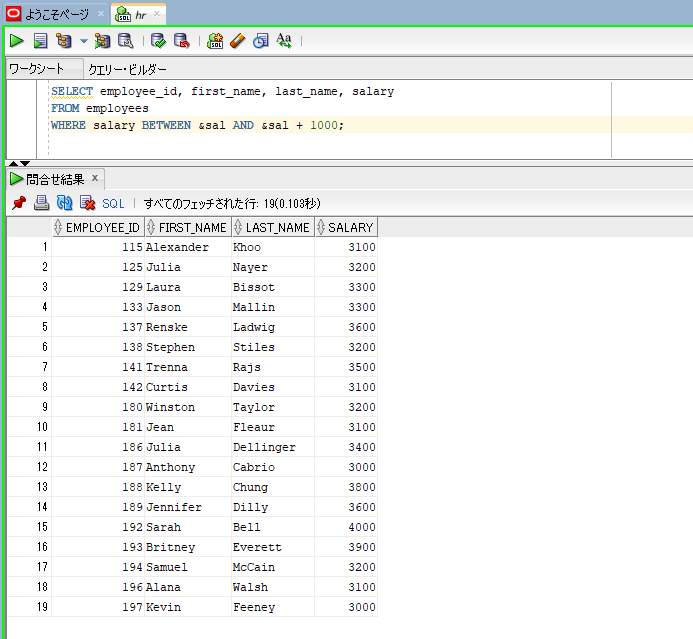 ようこそページ × hr ×
ワークシート クエリー・ビルダー
SELECT employee_id, first_name, last_name, salary
FROM employees
WHERE salary BETWEEN &sal AND &sal + 1000;
問合せ結果 ×
SQL | すべてのフェッチされた行: 19(0.103秒)
EMPLOYEE_ID FIRST_NAME LAST_NAME SALARY
1 115 Alexander Khoo 3100
2 125 Julia Nayer 3200
3 129 Laura Bissot 3300
4 133 Jason Mallin 3300
5 137 Renske Ladwig 3600
6 138 Stephen Stiles 3200
7 141 Trenna Rajs 3500
8 142 Curtis Davies 3100
9 180 Winston Taylor 3200
10 181 Jean Fleaur 3100
11 186 Julia Dellinger 3400
12 187 Anthony Cabrio 3000
13 188 Kelly Chung 3800
14 189 Jennifer Dilly 3600
15 192 Sarah Bell 4000
16 193 Britney Everett 3900
17 194 Samuel McCain 3200
18 196 Alana Walsh 3100
19 197 Kevin Feeney 3000